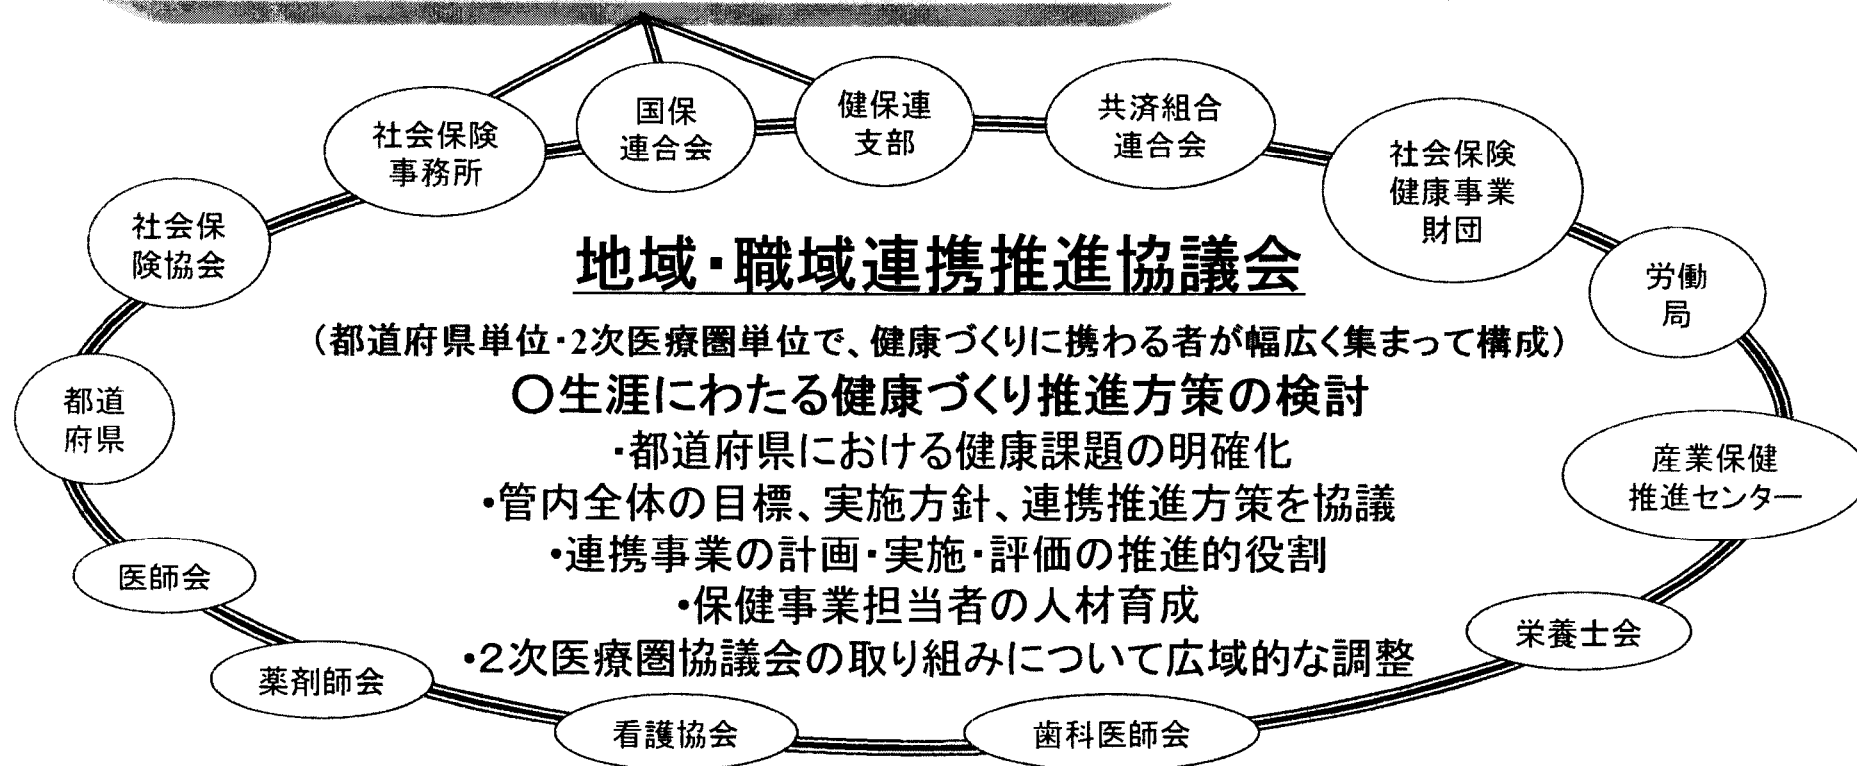 社会保険
事務所
国保
連合会
健保連
支部
共済組合
連合会
社会保険
健康事業
財団
社会保
険協会
労働
局
都道
府県
産業保健
推進センター
医師会
栄養士会
薬剤師会
看護協会
歯科医師会
地域・職域連携推進協議会
(都道府県単位・2次医療圏単位で、健康づくりに携わる者が幅広く集まって構成)
○生涯にわたる健康づくり推進方策の検討
・都道府県における健康課題の明確化
・管内全体の目標、実施方針、連携推進方策を協議
・連携事業の計画・実施・評価の推進的役割
・保健事業担当者の人材育成
・2次医療圏協議会の取り組みについて広域的な調整